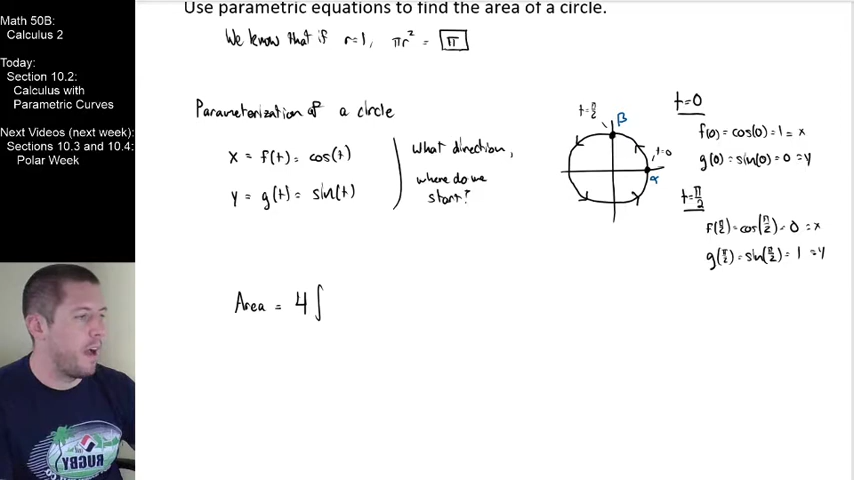 Math 50B:
Calculus 2
Today:
Section 10.2:
Calculus with
Parametric Curves
Next Videos (next week):
Sections 10.3 and 10.4:
Polar Week
Use parametric equations to find the area of a circle.
We know that if r=1, πr² = π
Parameterization of a circle
x = f(t) = cos(t)
y = g(t) = sin(t)
What direction,
where do we
start?
t=π/2
β
t=0
α
t=0
f(0) = cos(0) = 1 = x
g(0) = sin(0) = 0 = y
t=π/2
f(π/2) = cos(π/2) = 0 = x
g(π/2) = sin(π/2) = 1 = y
Area = 4∫
RUGBY